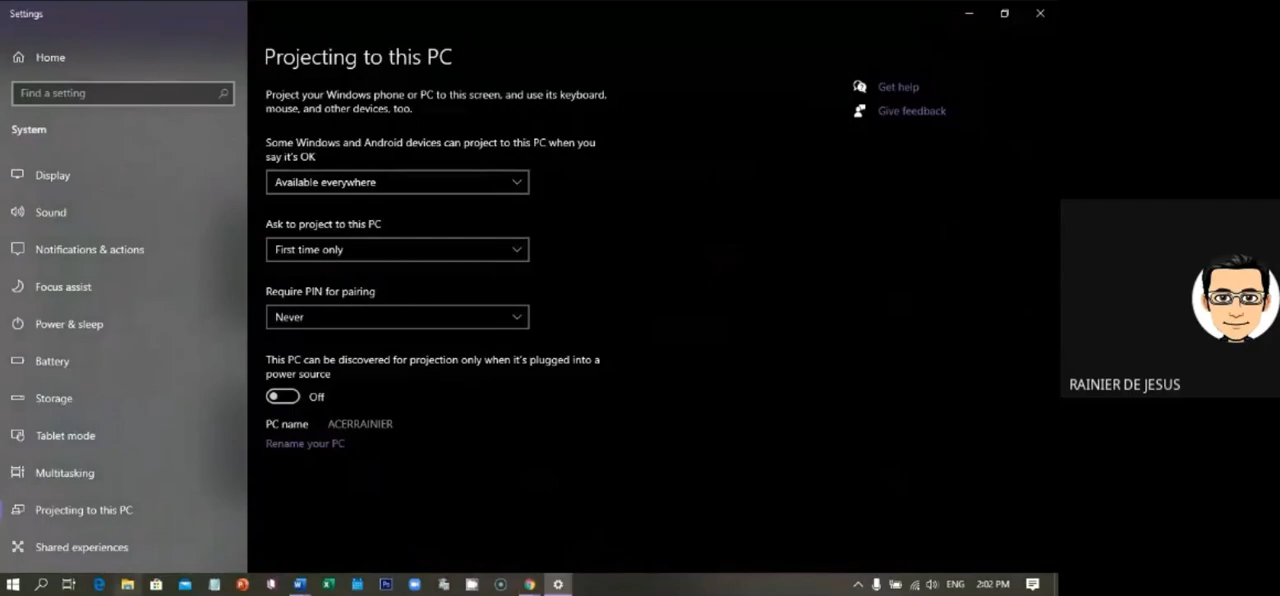 Settings
Home
Find a setting
System
Display
Sound
Notifications & actions
Focus assist
Power & sleep
Battery
Storage
Tablet mode
Multitasking
Projecting to this PC
Shared experiences
Projecting to this PC
Project your Windows phone or PC to this screen, and use its keyboard,
mouse, and other devices, too.
Some Windows and Android devices can project to this PC when you
say it's OK
Available everywhere
Ask to project to this PC
First time only
Require PIN for pairing
Never
This PC can be discovered for projection only when it's plugged into a
power source
Off
PC name ACERRAINIER
Rename your PC
Get help
Give feedback
RAINIER DE JESUS
ENG 2:02 PM